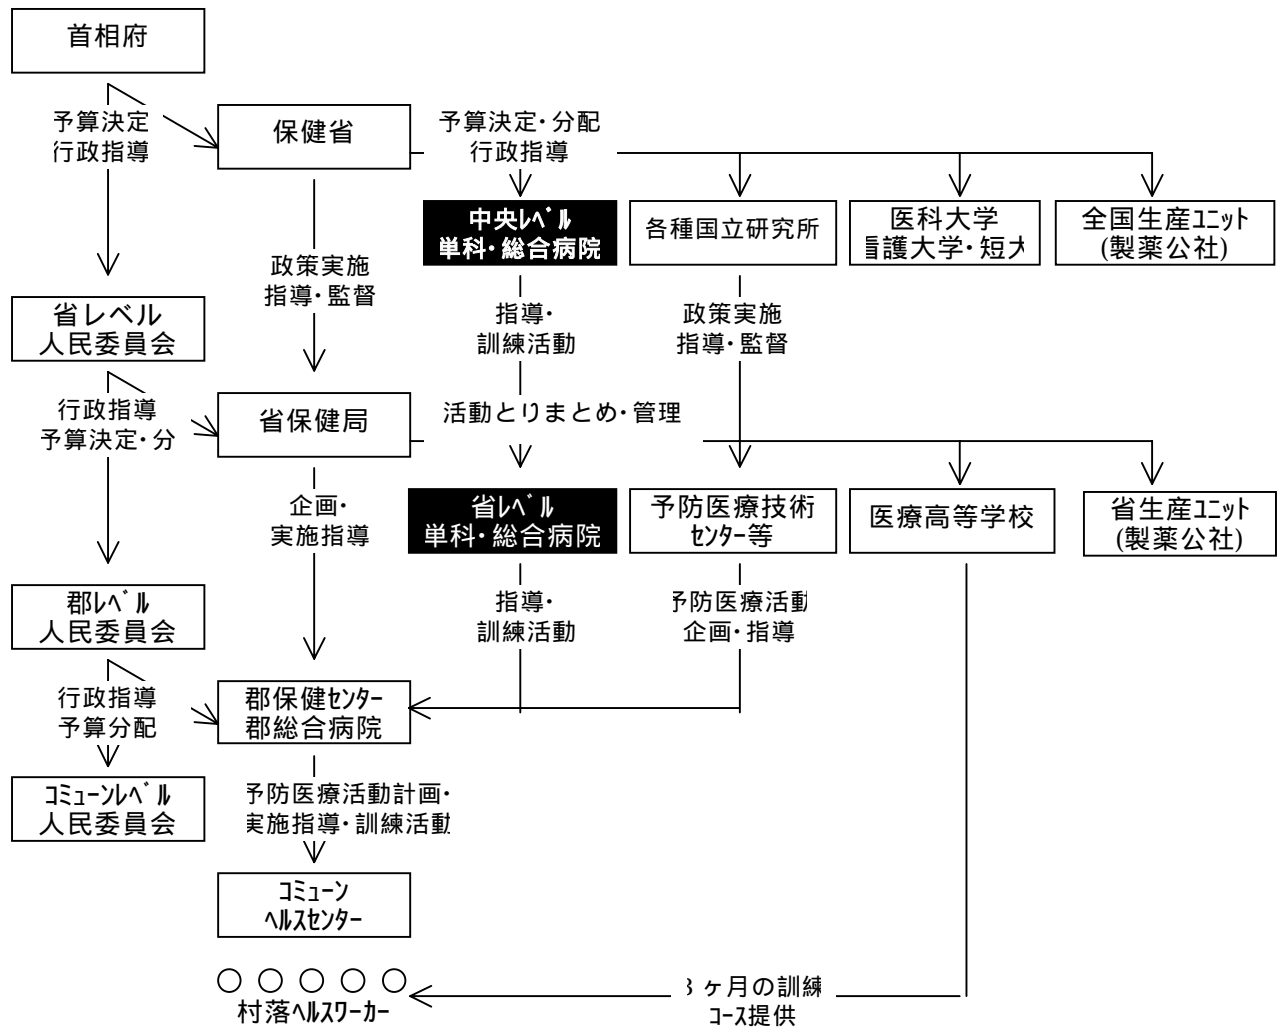 首相府
予算決定
行政指導
保健省
予算決定・分配
行政指導
中央ﾚﾍﾞﾙ
単科・総合病院
各種国立研究所
医科大学
看護大学・短大
全国生産ﾕﾆｯﾄ
(製薬公社)
政策実施
指導・監督
指導・
訓練活動
政策実施
指導・監督
省レベル
人民委員会
行政指導
予算決定・分
省保健局
活動とりまとめ・管理
企画・
実施指導
省ﾚﾍﾞﾙ
単科・総合病院
予防医療技術
ｾﾝﾀｰ等
医療高等学校
省生産ﾕﾆｯﾄ
(製薬公社)
郡ﾚﾍﾞﾙ
人民委員会
指導・
訓練活動
予防医療活動
企画・指導
行政指導
予算分配
郡保健ｾﾝﾀｰ
郡総合病院
ｺﾐｭｰﾝﾚﾍﾞﾙ
人民委員会
予防医療活動計画・
実施指導・訓練活動
ｺﾐｭｰﾝ
ﾍﾙｽｾﾝﾀｰ
村落ﾍﾙｽﾜｰｶｰ
3 ヶ月の訓練
ｺｰｽ提供